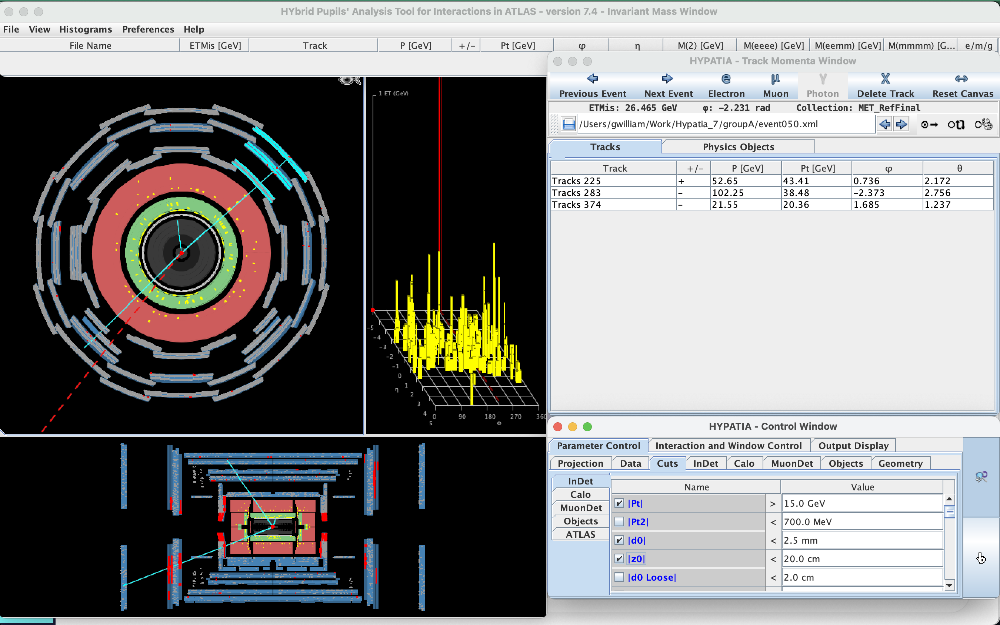 HYbrid Pupils' Analysis Tool for Interactions in ATLAS - version 7.4 - Invariant Mass Window
File View Histograms Preferences Help
File Name ETMis [GeV] Track P [GeV] +/- Pt [GeV] φ η M(2) [GeV] M(eeee) [GeV] M(eemm) [GeV] M(mmmm) [G... e/m/g
HYPATIA - Track Momenta Window
Previous Event Next Event Electron Muon Photon Delete Track Reset Canvas
ETMis: 26.465 GeV φ: -2.231 rad Collection: MET_RefFinal
/Users/gwilliam/Work/Hypatia_7/groupA/event050.xml
Tracks Physics Objects
Track +/- P [GeV] Pt [GeV] φ θ
Tracks 225 + 52.65 43.41 0.736 2.172
Tracks 283 - 102.25 38.48 -2.373 2.756
Tracks 374 - 21.55 20.36 1.685 1.237
1 ET (GeV)
-5
-4
-3
-2
-1
0
1
η
2
3
4
5
0 90 180 270 360
Φ
HYPATIA - Control Window
Parameter Control Interaction and Window Control Output Display
Projection Data Cuts InDet Calo MuonDet Objects Geometry
InDet
Calo
MuonDet
Objects
ATLAS
Name Value
|Pt| > 15.0 GeV
|Pt2| < 700.0 MeV
|d0| < 2.5 mm
|z0| < 20.0 cm
|d0 Loose| < 2.0 cm